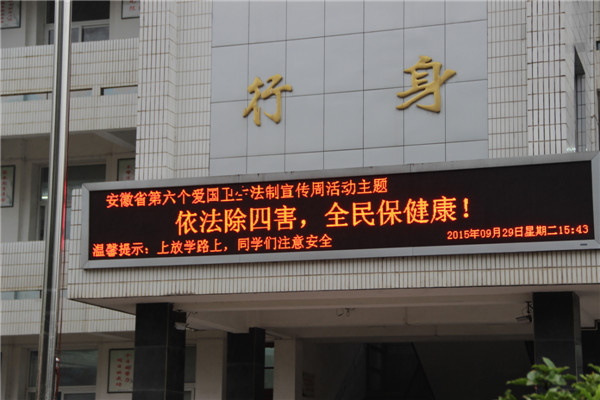 行 身
安徽省第六个爱国卫生法制宣传周活动主题
依法除四害，全民保健康！
温馨提示：上放学路上，同学们注意安全
2015年09月29日星期二15:43